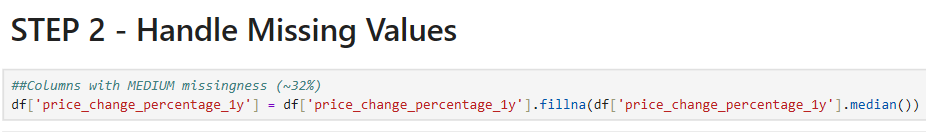 STEP 2 - Handle Missing Values
##Columns with MEDIUM missingness (~32%)
df['price_change_percentage_1y'] = df['price_change_percentage_1y'].fillna(df['price_change_percentage_1y'].median())